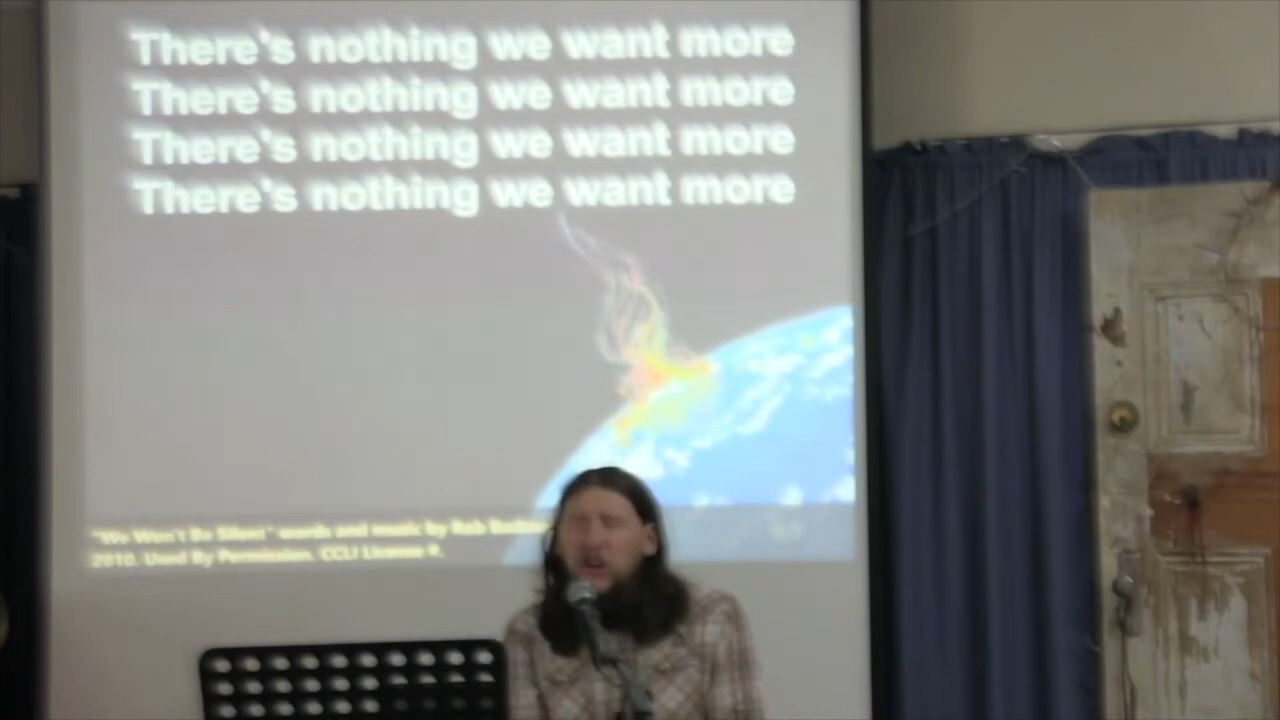 There's nothing we want more
There's nothing we want more
There's nothing we want more
There's nothing we want more
"We Won't Be Silent" words and music by Rab
2010. Used By Permission. CCLI License #.